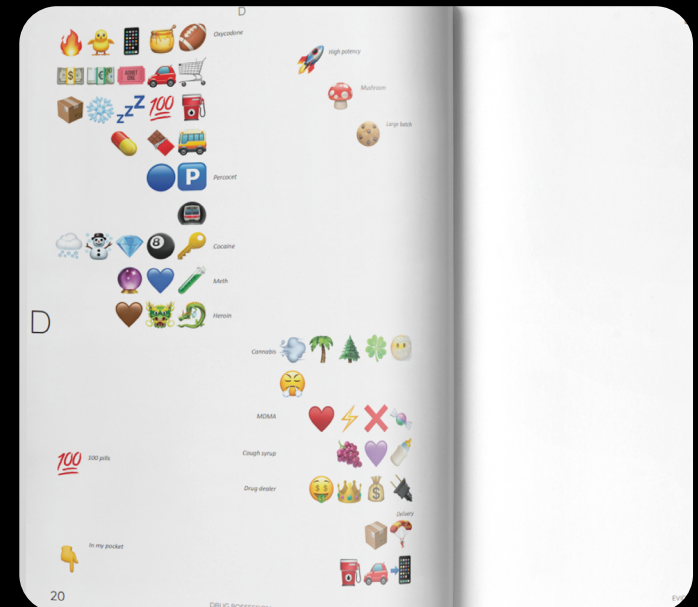 D
Oxycodone
High potency
Mushroom
Large batch
Percocet
Cocaine
Meth
Heroin
D
Cannabis
MDMA
Cough syrup
100 pills
Drug dealer
Delivery
In my pocket
20